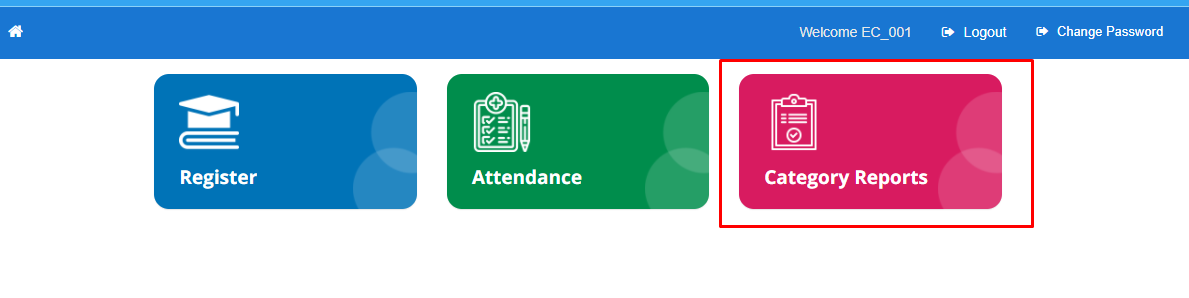 Welcome EC_001 Logout Change Password
Register
Attendance
Category Reports